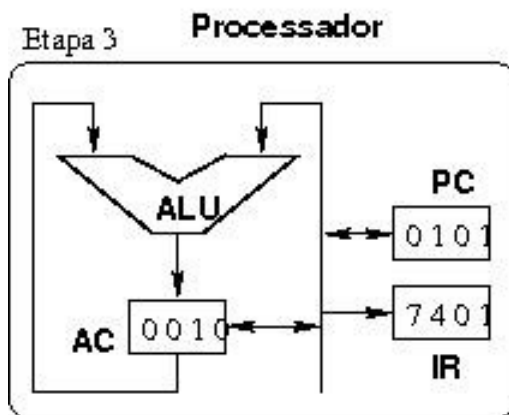 Processador
Etapa 3
ALU
PC
0101
AC
0010
7401
IR